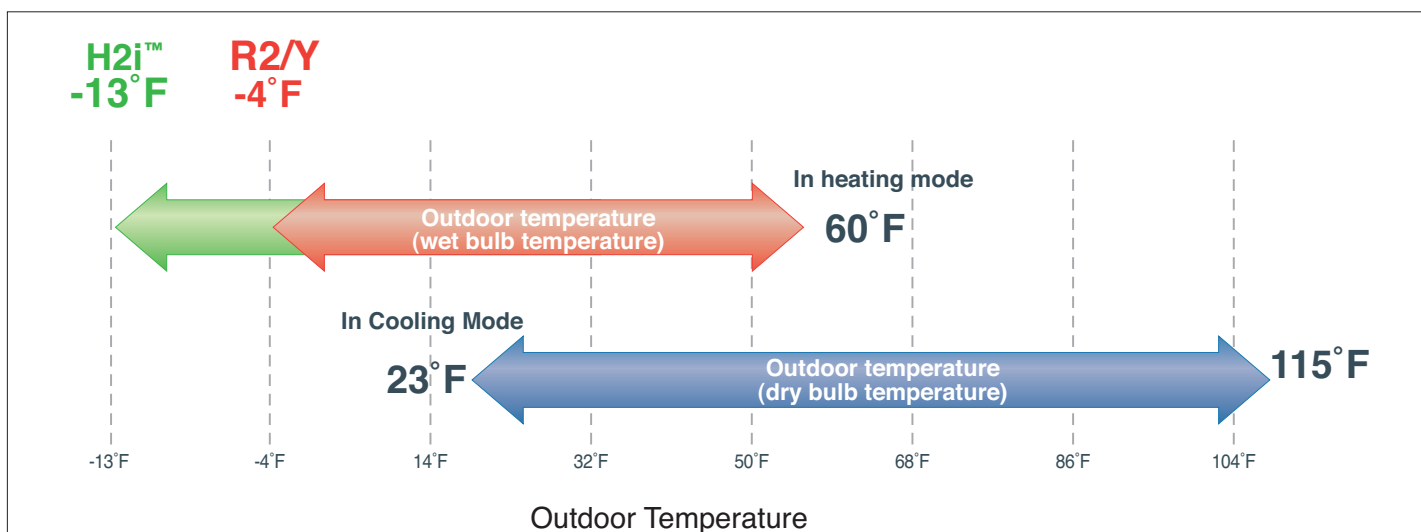 H2i™
-13˚F
R2/Y
-4˚F
In heating mode
Outdoor temperature
(wet bulb temperature)
60˚F
In Cooling Mode
23˚F
Outdoor temperature
(dry bulb temperature)
115˚F
-13˚F -4˚F 14˚F 32˚F 50˚F 68˚F 86˚F 104˚F
Outdoor Temperature